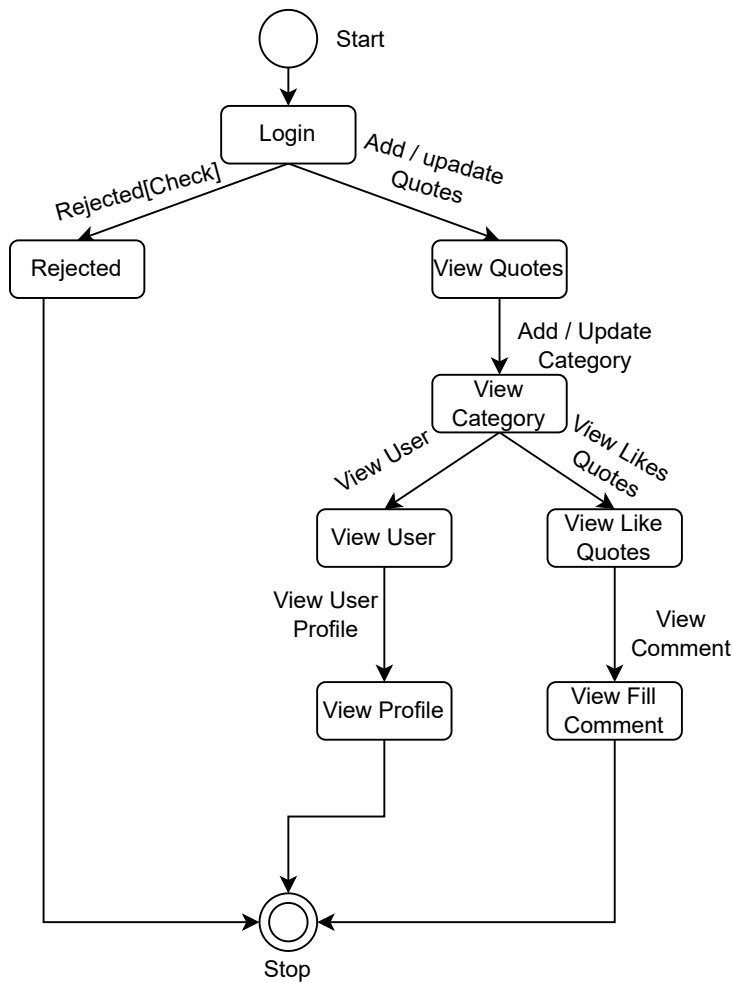 Start
Login
Rejected[Check]
Add / upadate
Quotes
Rejected
View Quotes
Add / Update
Category
View
Category
View User
View Likes
Quotes
View User
View Like
Quotes
View User
Profile
View
Comment
View Profile
View Fill
Comment
Stop